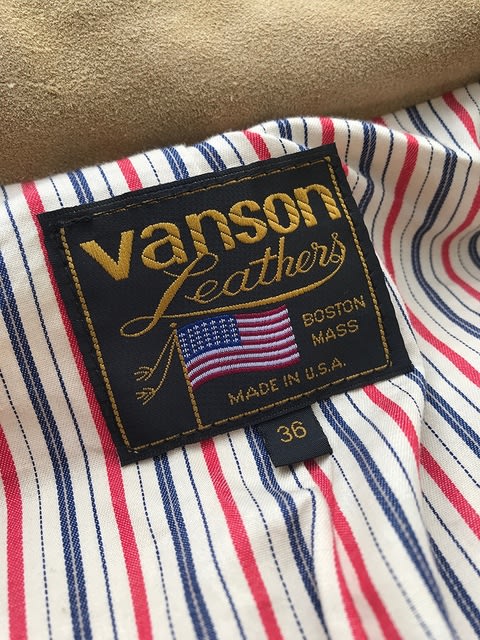 vanson
Leathers
BOSTON
MASS
MADE IN U.S.A.
36